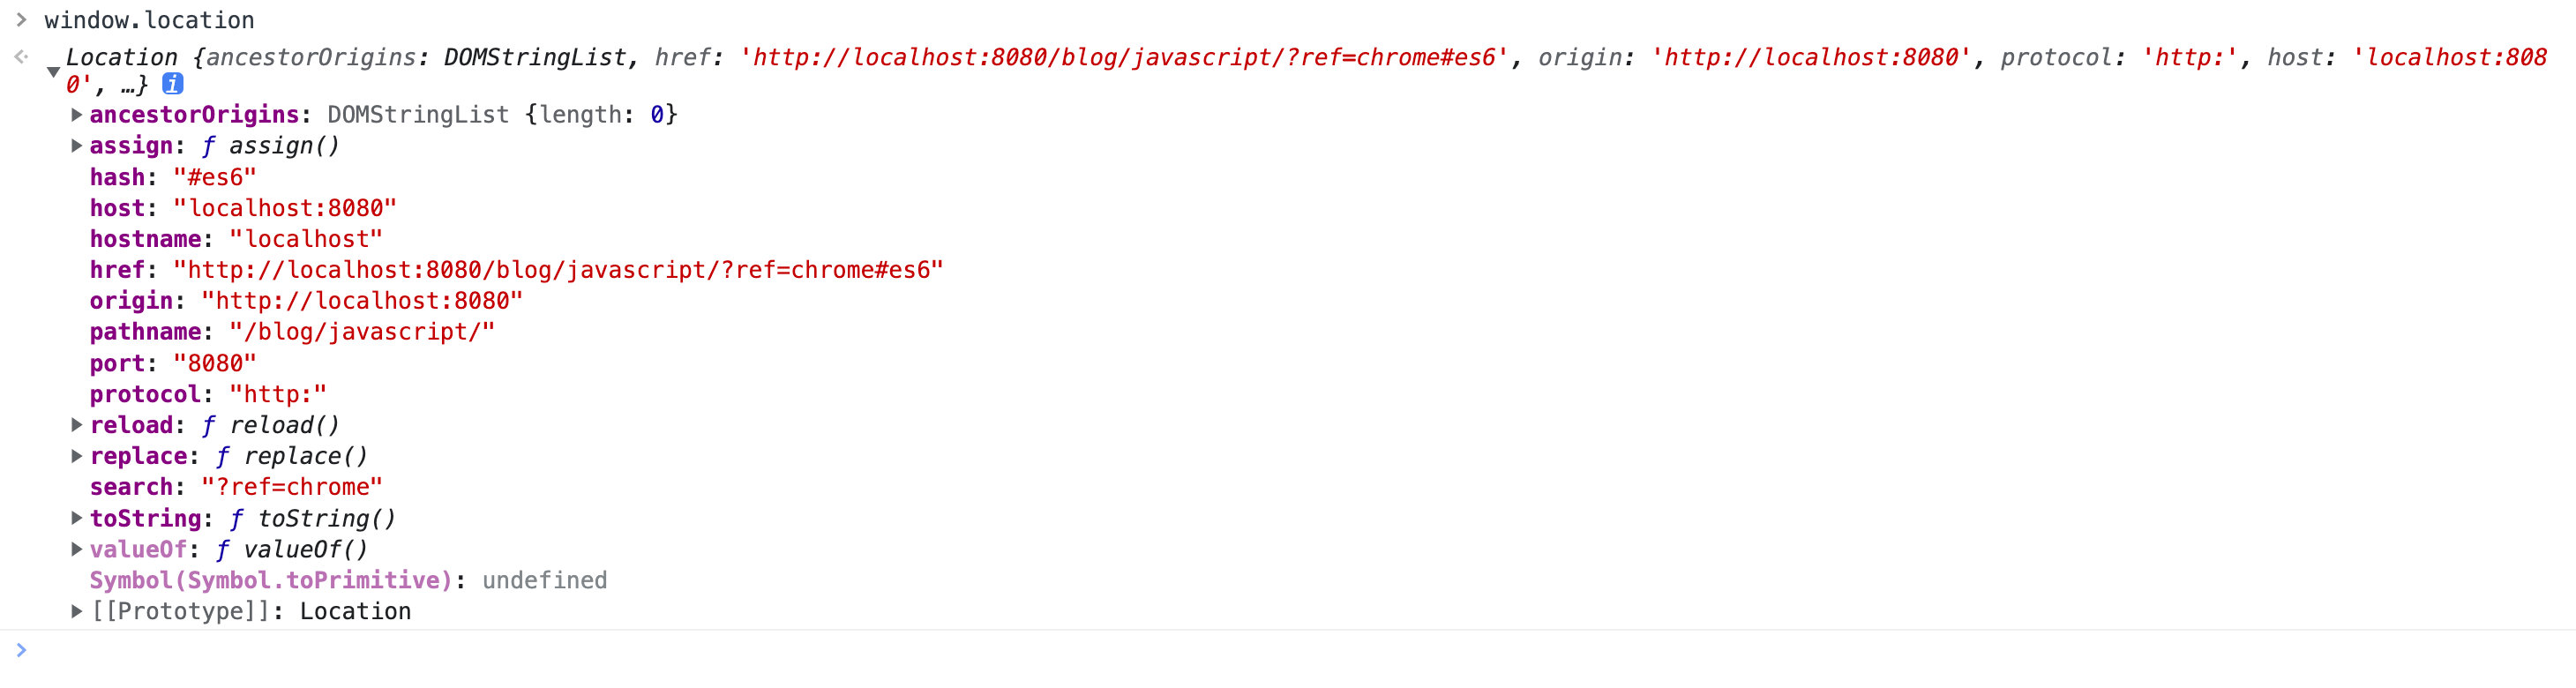 window.location
Location {ancestorOrigins: DOMStringList, href: 'http://localhost:8080/blog/javascript/?ref=chrome#es6', origin: 'http://localhost:8080', protocol: 'http:', host: 'localhost:808
0', …} i
ancestorOrigins: DOMStringList {length: 0}
assign: ƒ assign()
hash: "#es6"
host: "localhost:8080"
hostname: "localhost"
href: "http://localhost:8080/blog/javascript/?ref=chrome#es6"
origin: "http://localhost:8080"
pathname: "/blog/javascript/"
port: "8080"
protocol: "http:"
reload: ƒ reload()
replace: ƒ replace()
search: "?ref=chrome"
toString: ƒ toString()
valueOf: ƒ valueOf()
Symbol(Symbol.toPrimitive): undefined
[[Prototype]]: Location